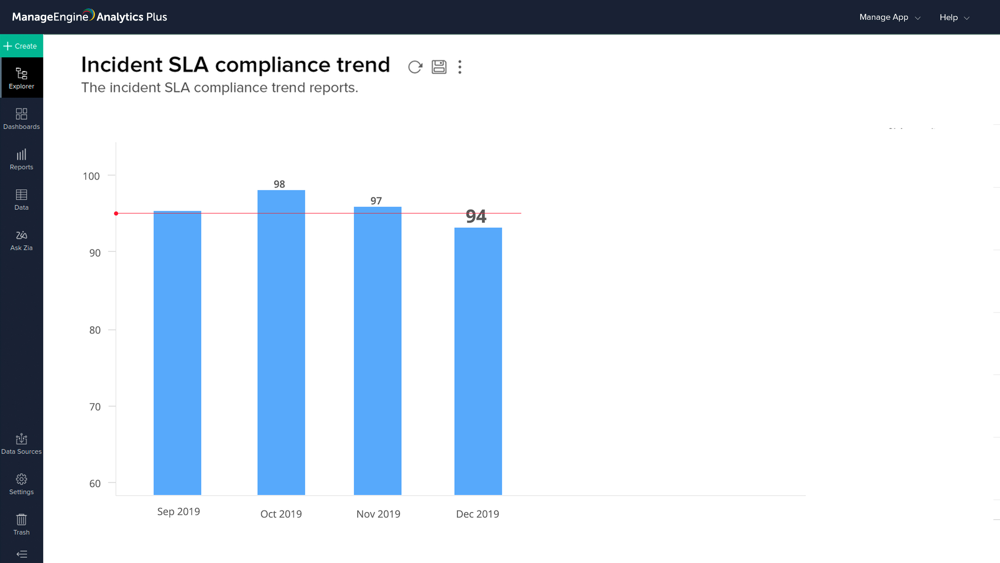 ManageEngine Analytics Plus
Manage App
Help
Create
Explorer
Dashboards
Reports
Data
Ask Zia
Data Sources
Settings
Trash
Incident SLA compliance trend
The incident SLA compliance trend reports.
100
90
80
70
60
98
97
94
Sep 2019
Oct 2019
Nov 2019
Dec 2019